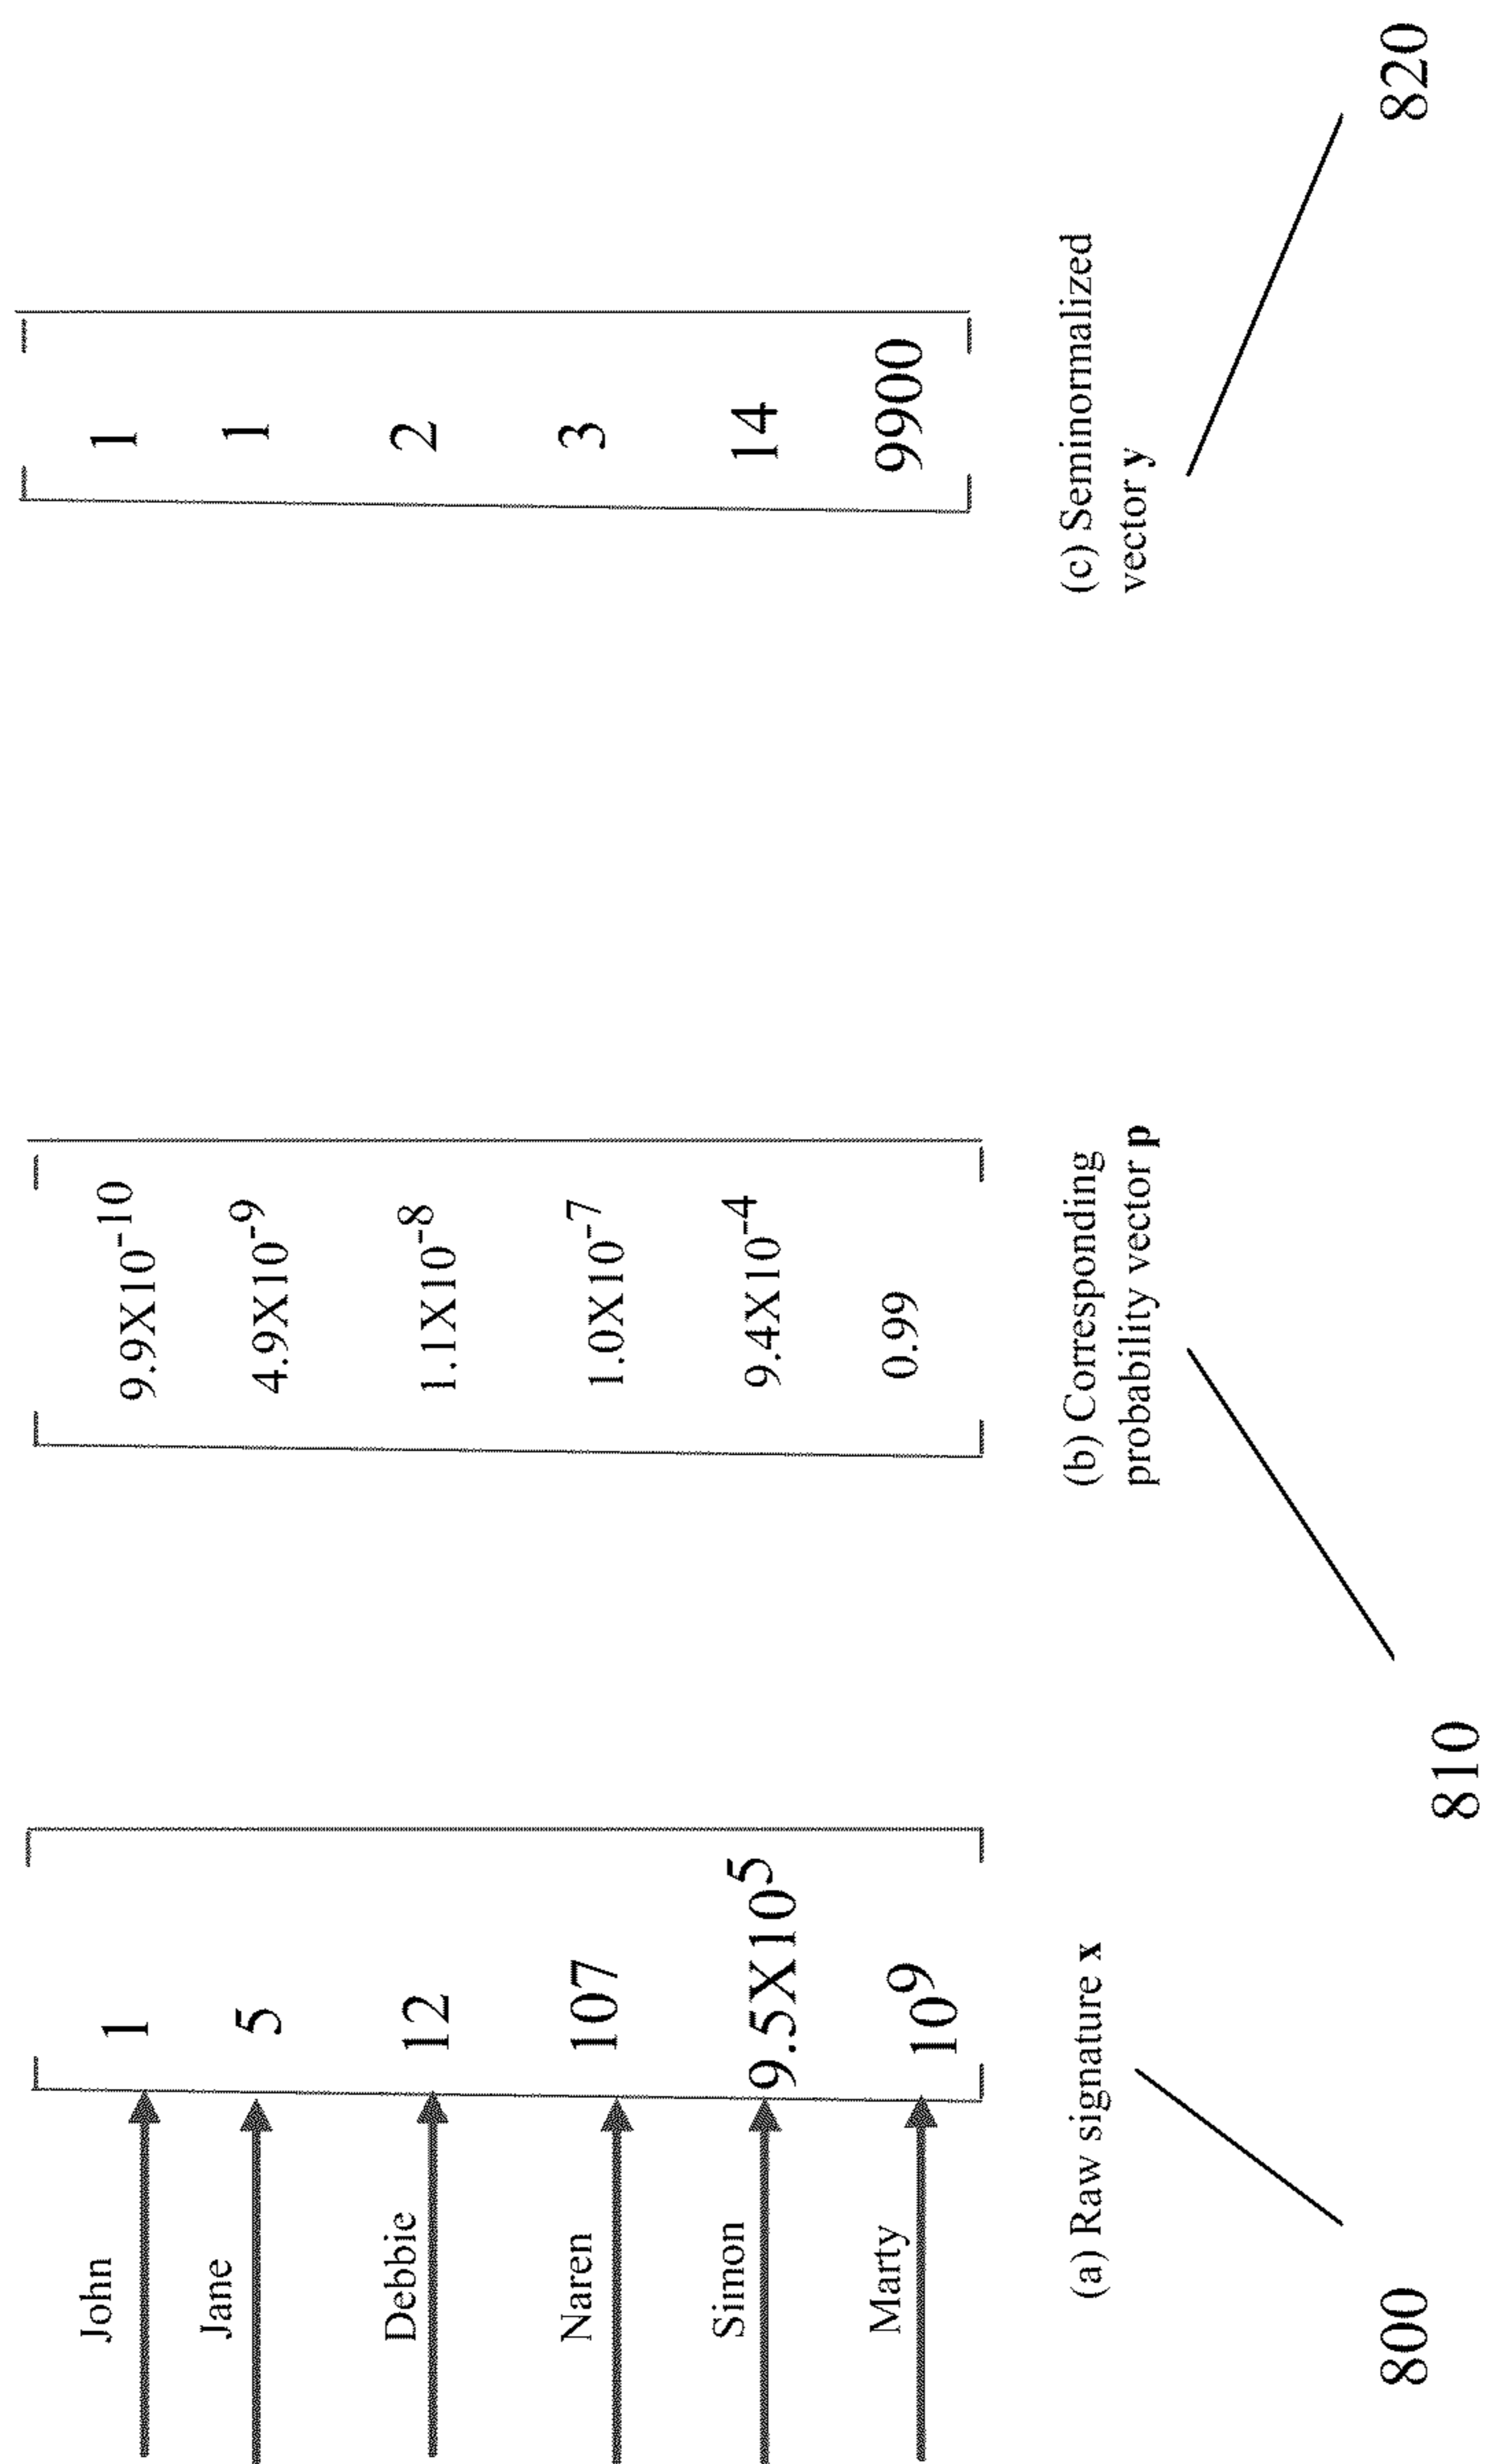 John
Jane
Debbie
Naren
Simon
Marty
1
5
12
107
9.5X10^5
10^9
(a) Raw signature x
800
9.9X10^-10
4.9X10^-9
1.1X10^-8
1.0X10^-7
9.4X10^-4
0.99
(b) Corresponding
probability vector p
810
1
1
2
3
14
9900
(c) Seminormalized
vector y
820